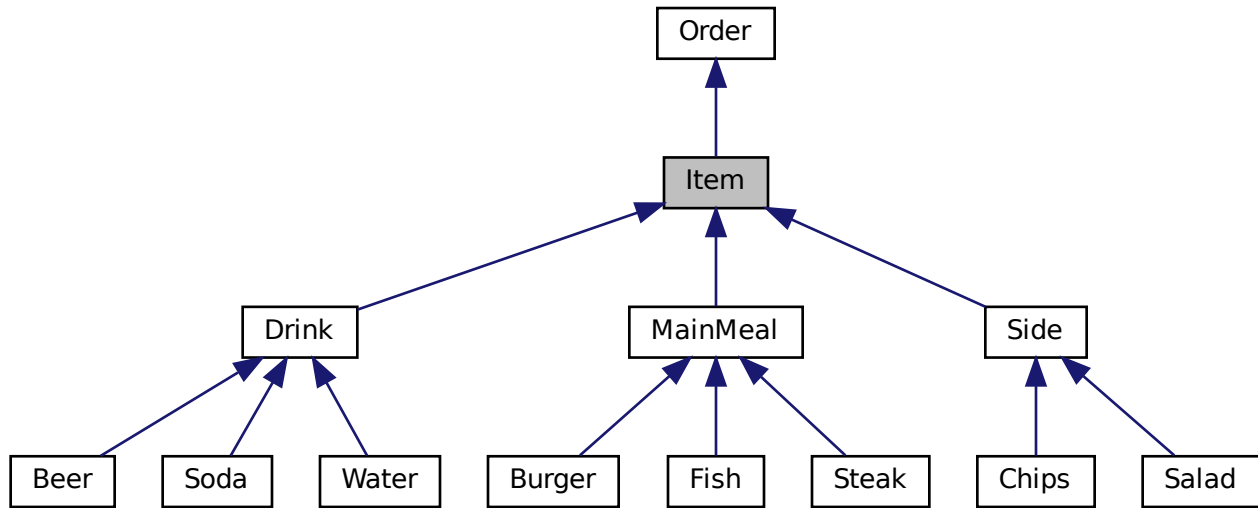 Order
Item
Drink
MainMeal
Side
Beer
Soda
Water
Burger
Fish
Steak
Chips
Salad